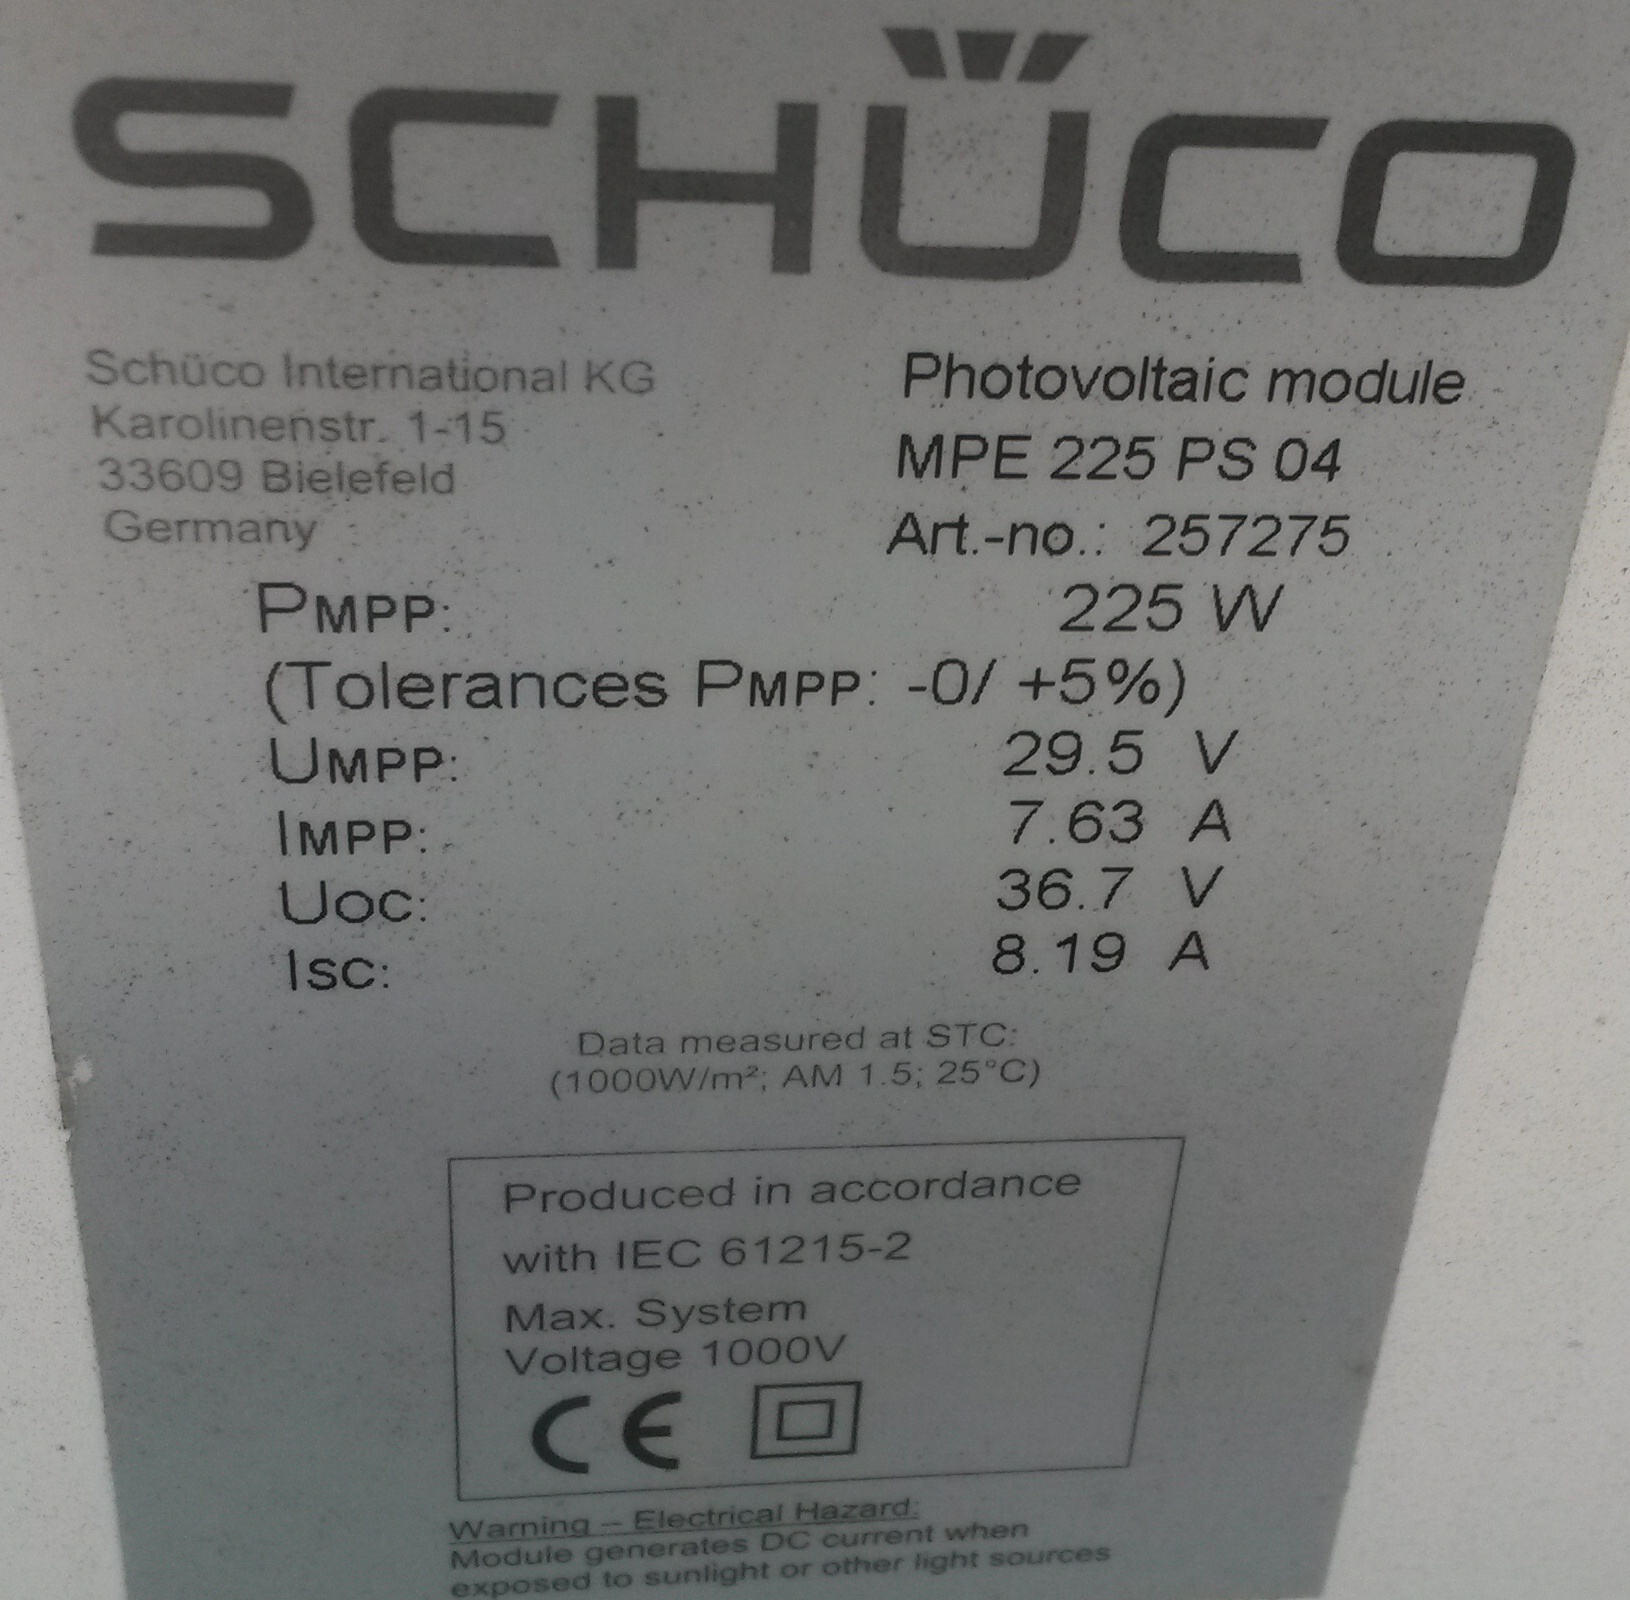 SCHÜCO
Schüco International KG
Karolinenstr. 1-15
33609 Bielefeld
Germany
Photovoltaic module
MPE 225 PS 04
Art.-no.: 257275
PMPP: 225 W
(Tolerances PMPP: -0/ +5%)
UMPP: 29.5 V
IMPP: 7.63 A
UOC: 36.7 V
ISC: 8.19 A
Data measured at STC:
(1000W/m²; AM 1.5; 25°C)
Produced in accordance
with IEC 61215-2
Max. System
Voltage 1000V
CE
Warning – Electrical Hazard:
Module generates DC current when
exposed to sunlight or other light sources